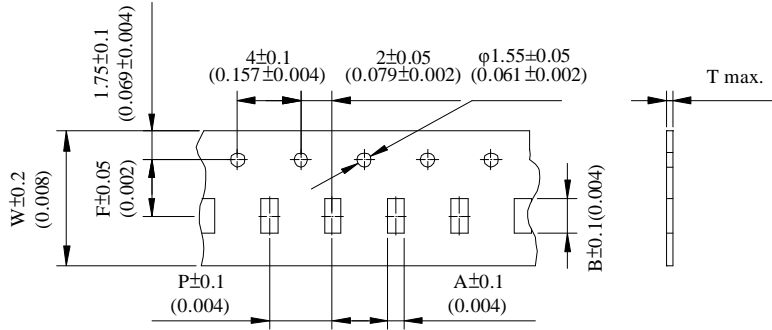 1.75±0.1
(0.069±0.004)
4±0.1
(0.157±0.004)
2±0.05
(0.079±0.002)
φ1.55±0.05
(0.061±0.002)
T max.
W±0.2
(0.008)
F±0.05
(0.002)
B±0.1(0.004)
P±0.1
(0.004)
A±0.1
(0.004)